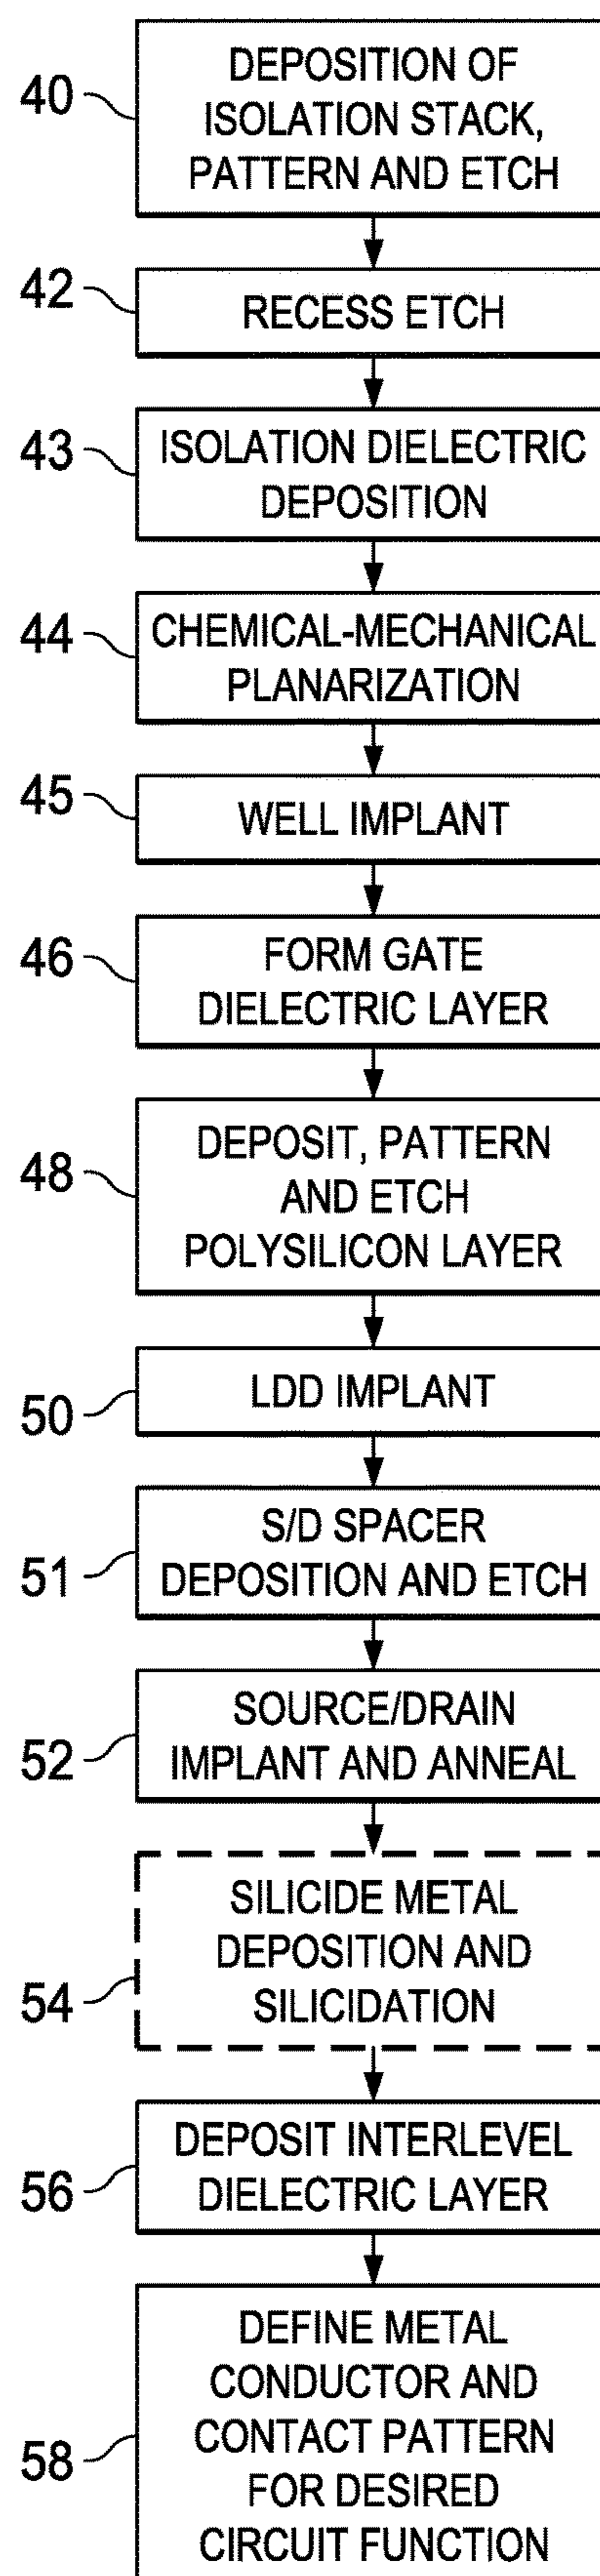 40
DEPOSITION OF
ISOLATION STACK,
PATTERN AND ETCH
42
RECESS ETCH
43
ISOLATION DIELECTRIC
DEPOSITION
44
CHEMICAL-MECHANICAL
PLANARIZATION
45
WELL IMPLANT
46
FORM GATE
DIELECTRIC LAYER
48
DEPOSIT, PATTERN
AND ETCH
POLYSILICON LAYER
50
LDD IMPLANT
51
S/D SPACER
DEPOSITION AND ETCH
52
SOURCE/DRAIN
IMPLANT AND ANNEAL
54
SILICIDE METAL
DEPOSITION AND
SILICIDATION
56
DEPOSIT INTERLEVEL
DIELECTRIC LAYER
58
DEFINE METAL
CONDUCTOR AND
CONTACT PATTERN
FOR DESIRED
CIRCUIT FUNCTION